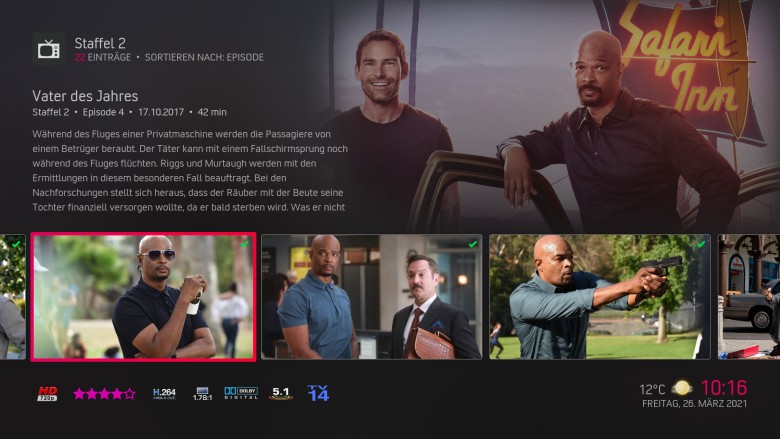 Staffel 2
22 EINTRÄGE • SORTIEREN NACH: EPISODE
Safari
Inn
Vater des Jahres
Staffel 2 • Episode 4 • 17.10.2017 • 42 min
Während des Fluges einer Privatmaschine werden die Passagiere von
einem Betrüger beraubt. Der Täter kann mit einem Fallschirmsprung noch
während des Fluges flüchten. Riggs und Murtaugh werden mit den
Ermittlungen in diesem besonderen Fall beauftragt. Bei den
Nachforschungen stellt sich heraus, dass der Räuber mit der Beute seine
Tochter finanziell versorgen wollte, da er bald sterben wird. Was er nicht
HD
720p
H.264
1.78:1
DOLBY
DIGITAL
5.1
TV
14
12°C
10:16
FREITAG, 26. MÄRZ 2021